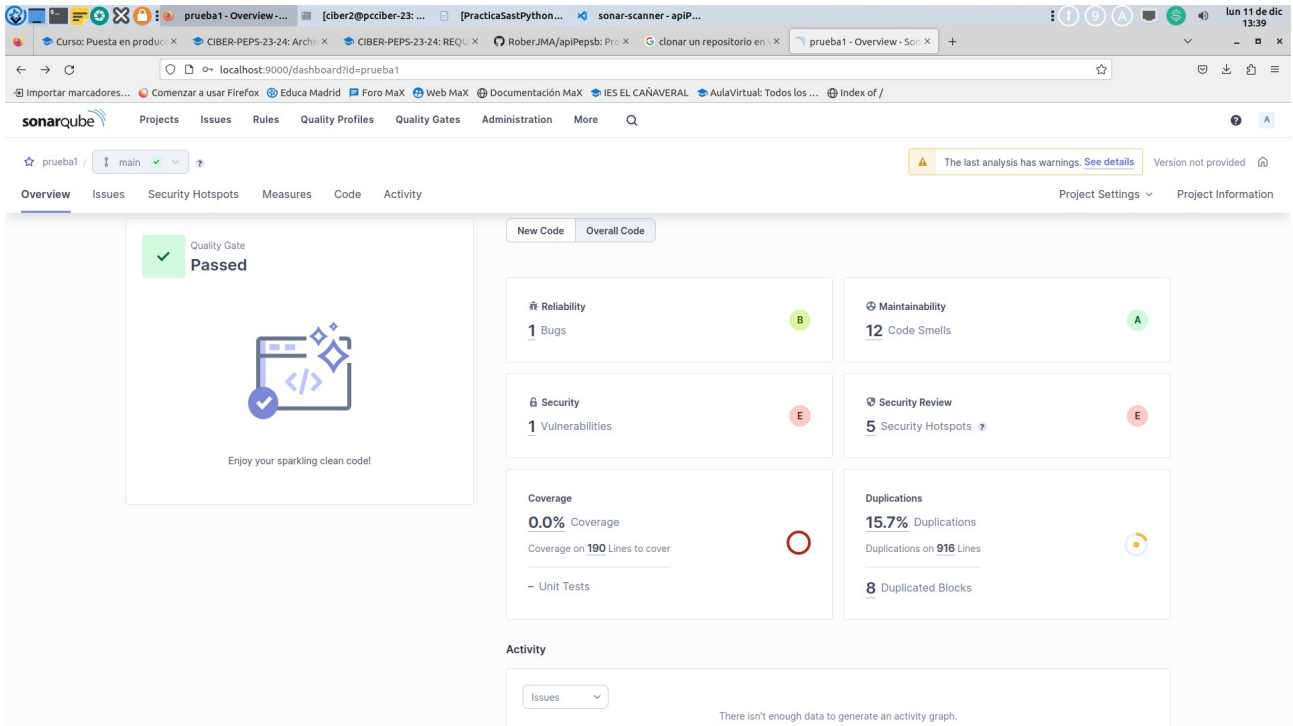 prueba1 - Overview -... [ciber2@pcciber-23: ... [PracticaSastPython... sonar-scanner - apiP... lun 11 de dic
13:39
Curso: Puesta en producc CIBER-PEPS-23-24: Archiv CIBER-PEPS-23-24: REQU RoberJMA/apiPepsb: Pro clonar un repositorio en prueba1 - Overview - Son
localhost:9000/dashboard?id=prueba1
Importar marcadores... Comenzar a usar Firefox Educa Madrid Foro MaX Web MaX Documentación MaX IES EL CAÑAVERAL AulaVirtual: Todos los ... Index of /
sonarqube Projects Issues Rules Quality Profiles Quality Gates Administration More A
prueba1 / main The last analysis has warnings. See details Version not provided
Overview Issues Security Hotspots Measures Code Activity Project Settings Project Information
Quality Gate
Passed
Enjoy your sparkling clean code!
New Code Overall Code
Reliability
1 Bugs B
Maintainability
12 Code Smells A
Security
1 Vulnerabilities E
Security Review
5 Security Hotspots ? E
Coverage
0.0% Coverage
Coverage on 190 Lines to cover
– Unit Tests
Duplications
15.7% Duplications
Duplications on 916 Lines
8 Duplicated Blocks
Activity
Issues
There isn't enough data to generate an activity graph.